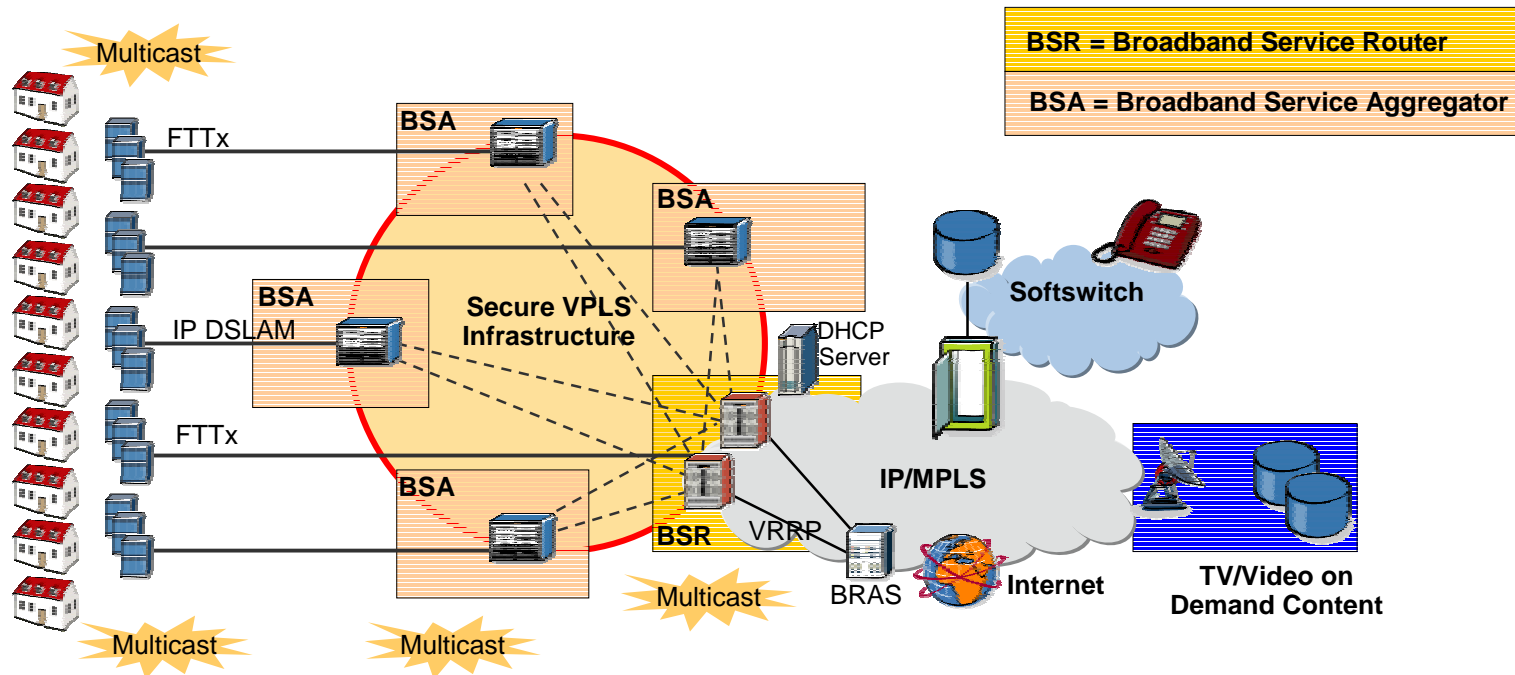 Multicast
BSR = Broadband Service Router
BSA = Broadband Service Aggregator
FTTx
BSA
BSA
BSA
IP DSLAM
Secure VPLS
Infrastructure
Softswitch
DHCP
Server
FTTx
BSA
IP/MPLS
BSR
VRRP
BRAS
Internet
TV/Video on
Demand Content
Multicast
Multicast
Multicast